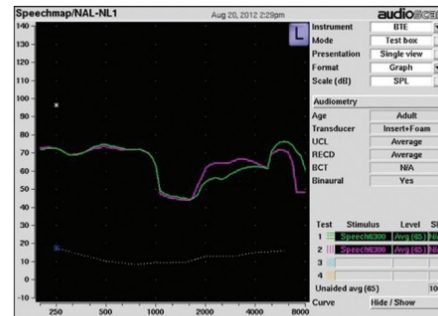 Speechmap/NAL-NL1 Aug 20, 2012 2:29pm audioscan
L
140
130
120
110
100
90
80
70
60
50
40
30
20
10
0
-10
250 500 1000 2000 4000 8000
Instrument BTE
Mode Test box
Presentation Single view
Format Graph
Scale (dB) SPL
Audiometry
Age Adult
Transducer Insert+Foam
UCL Average
RECD Average
BCT N/A
Binaural Yes
Test Stimulus Level
1 Avg (65)
2 Avg (65)
3
4
Unaided avg (65)
Curve Hide / Show